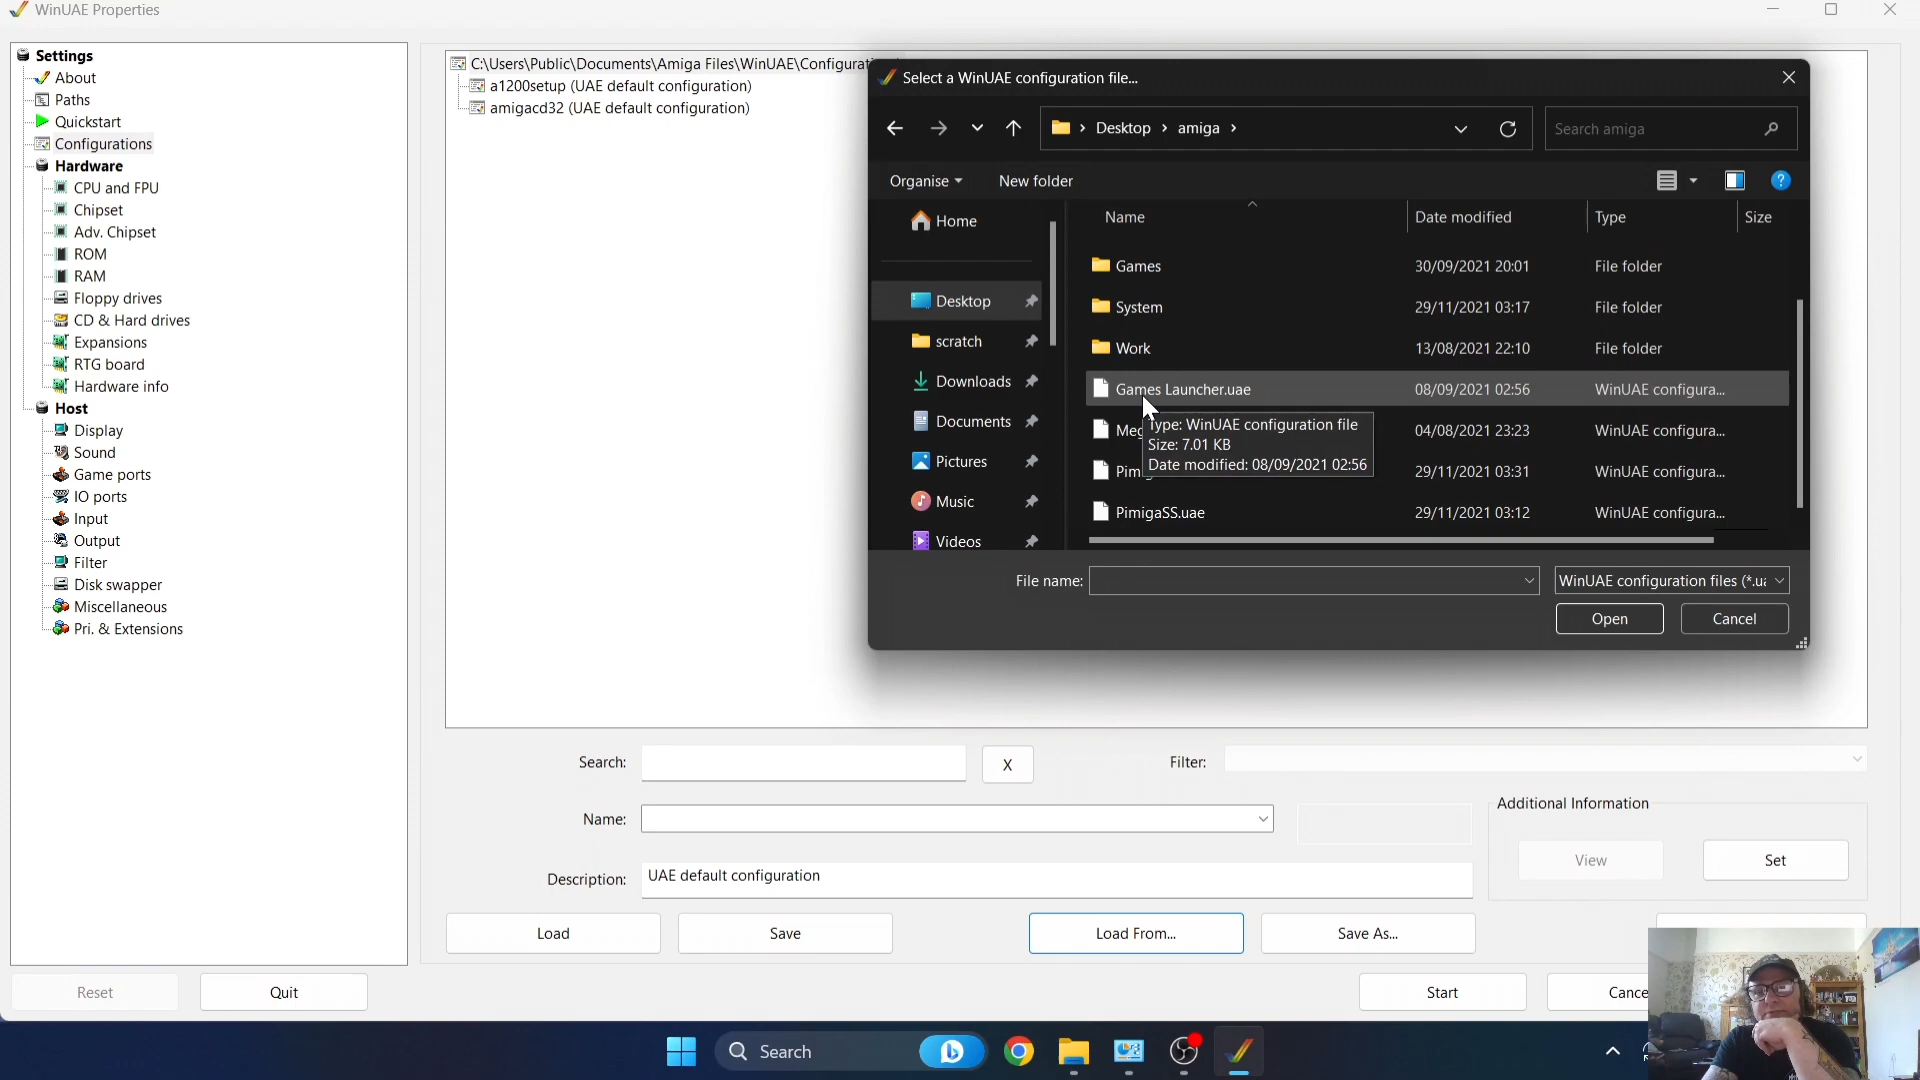 WinUAE Properties
Settings
About
Paths
Quickstart
Configurations
Hardware
CPU and FPU
Chipset
Adv. Chipset
ROM
RAM
Floppy drives
CD & Hard drives
Expansions
RTG board
Hardware info
Host
Display
Sound
Game ports
IO ports
Input
Output
Filter
Disk swapper
Miscellaneous
Pri. & Extensions
C:\Users\Public\Documents\Amiga Files\WinUAE\Configurati
a1200setup (UAE default configuration)
amigacd32 (UAE default configuration)
Select a WinUAE configuration file...
Desktop > amiga >
Search amiga
Organise
New folder
Home
Desktop
scratch
Downloads
Documents
Pictures
Music
Videos
Name Date modified Type Size
Games 30/09/2021 20:01 File folder
System 29/11/2021 03:17 File folder
Work 13/08/2021 22:10 File folder
Games Launcher.uae 08/09/2021 02:56 WinUAE configura...
Meg 04/08/2021 23:23 WinUAE configura...
Pimig 29/11/2021 03:31 WinUAE configura...
PimigaSS.uae 29/11/2021 03:12 WinUAE configura...
Type: WinUAE configuration file
Size: 7.01 KB
Date modified: 08/09/2021 02:56
File name:
WinUAE configuration files (*.ua
Open Cancel
Search: X Filter:
Name:
Additional Information
View Set
Description: UAE default configuration
Load Save Load From... Save As...
Reset Quit Start Cance
Search